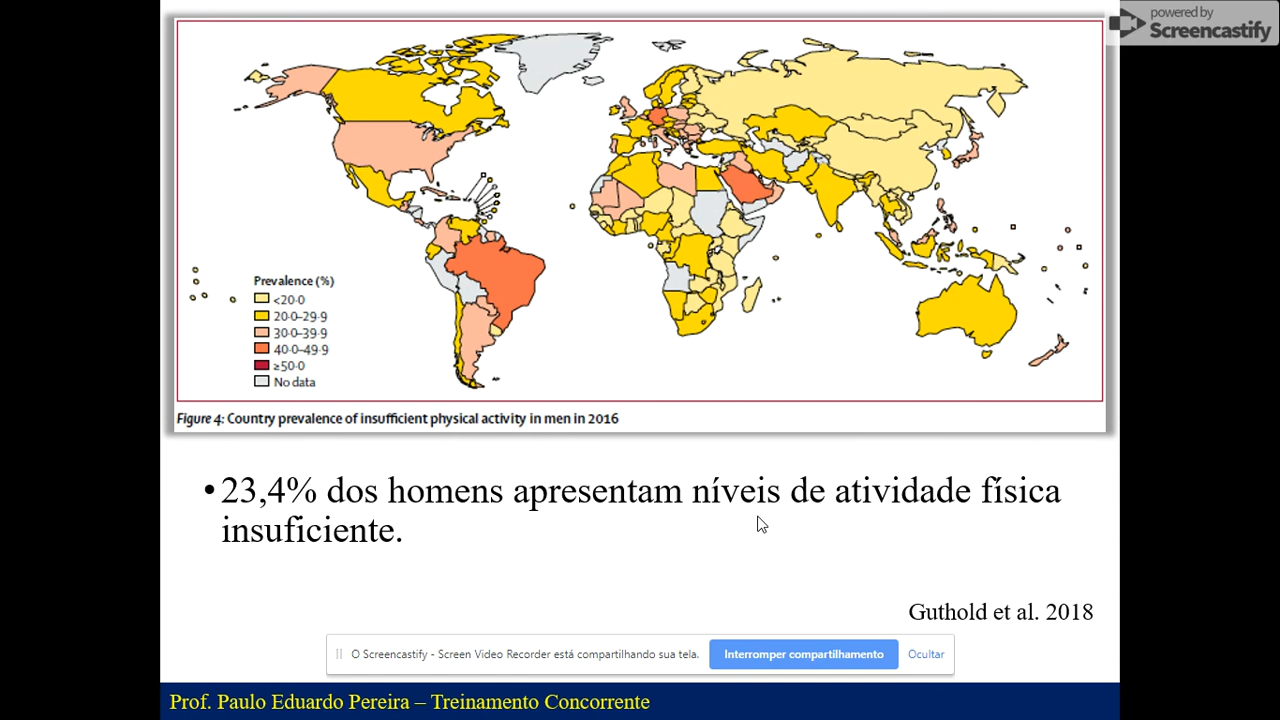 powered by
Screencastify
Prevalence (%)
<20·0
20·0–29·9
30·0–39·9
40·0–49·9
≥50·0
No data
Figure 4: Country prevalence of insufficient physical activity in men in 2016
•23,4% dos homens apresentam níveis de atividade física
insuficiente.
Guthold et al. 2018
O Screencastify - Screen Video Recorder está compartilhando sua tela.
Interromper compartilhamento
Ocultar
Prof. Paulo Eduardo Pereira – Treinamento Concorrente